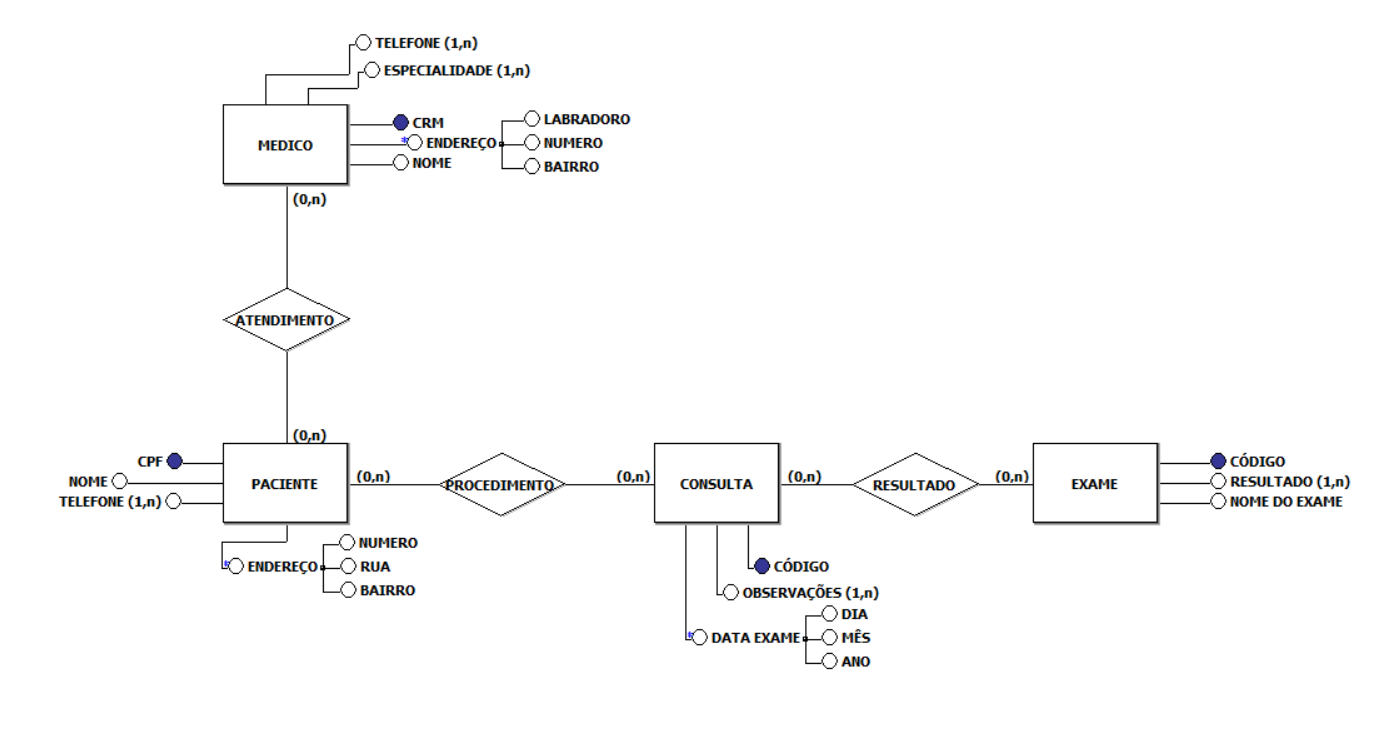 TELEFONE (1,n)
ESPECIALIDADE (1,n)
MEDICO
CRM
* ENDEREÇO
NOME
LABRADORO
NUMERO
BAIRRO
(0,n)
ATENDIMENTO
(0,n)
CPF
NOME
TELEFONE (1,n)
PACIENTE
(0,n)
PROCEDIMENTO
(0,n)
CONSULTA
(0,n)
RESULTADO
(0,n)
EXAME
CÓDIGO
RESULTADO (1,n)
NOME DO EXAME
* ENDEREÇO
NUMERO
RUA
BAIRRO
CÓDIGO
OBSERVAÇÕES (1,n)
* DATA EXAME
DIA
MÊS
ANO